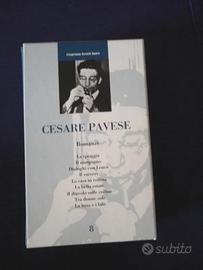 CESARE PAVESE
Romanzi
La spiaggia
Il compagno
Dialoghi con Leucò
Il carcere
La casa in collina
La bella estate
Il diavolo sulle colline
Tra donne sole
La luna e i falò
8
subito